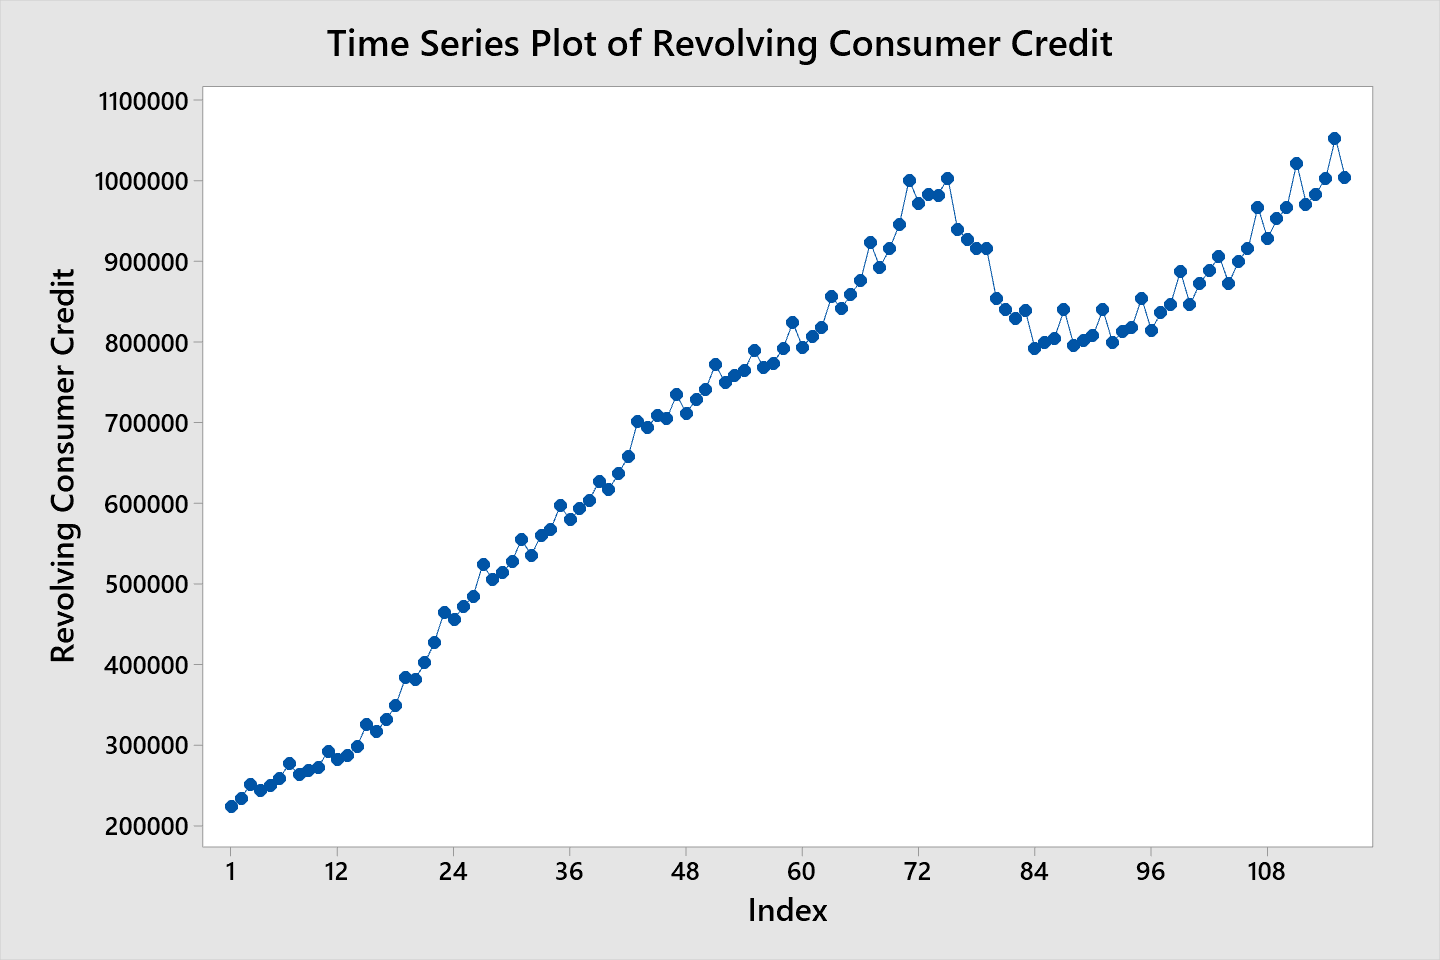 Time Series Plot of Revolving Consumer Credit
1100000
1000000
900000
800000
700000
600000
500000
400000
300000
200000
Revolving Consumer Credit
1 12 24 36 48 60 72 84 96 108
Index